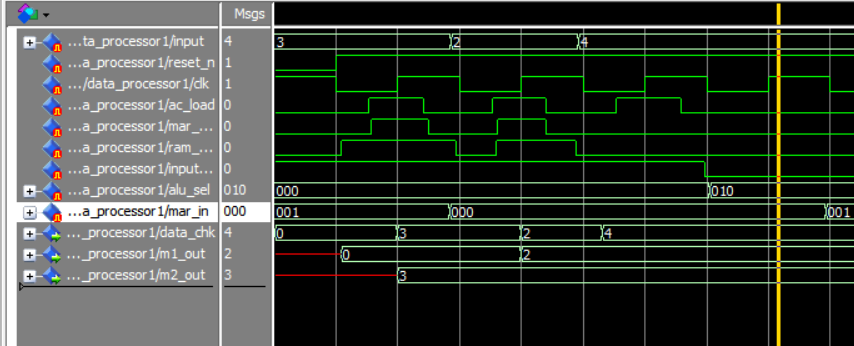 Msgs
...ta_processor1/input 4 3 2 4
...a_processor1/reset_n 1
.../data_processor1/clk 1
...a_processor1/ac_load 0
...a_processor1/mar_... 0
...a_processor1/ram_... 0
...a_processor1/input... 0
...a_processor1/alu_sel 010 000 010
...a_processor1/mar_in 000 001 000 001
..._processor1/data_chk 4 0 3 2 4
..._processor1/m1_out 2 0 2
..._processor1/m2_out 3 3